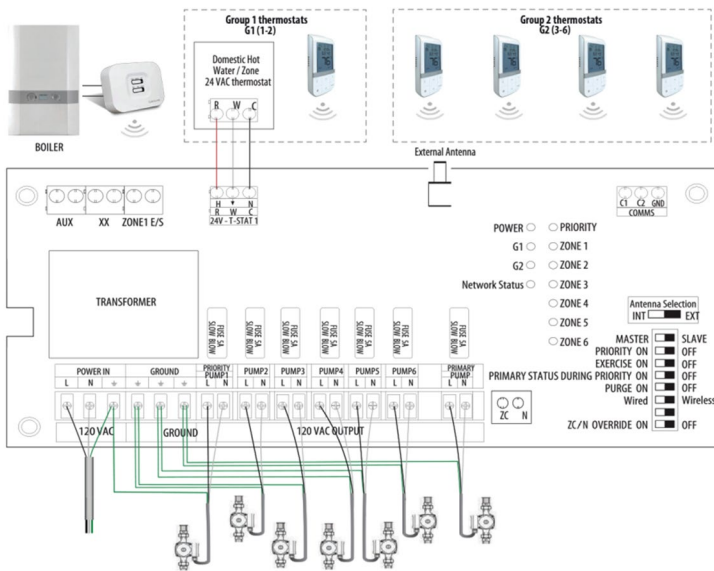 Group 1 thermostats
G1 (1-2)
Group 2 thermostats
G2 (3-6)
Domestic Hot
Water / Zone
24 VAC thermostat
R W C
BOILER
External Antenna
H N
R W C
24V - T-STAT 1
AUX XX ZONE1 E/S
C1 C2 GND
COMMS
POWER PRIORITY
G1 ZONE 1
G2 ZONE 2
Network Status ZONE 3
ZONE 4
ZONE 5
ZONE 6
TRANSFORMER
Antenna Selection
INT EXT
MASTER SLAVE
PRIORITY ON OFF
EXERCISE ON OFF
PRIMARY STATUS DURING PRIORITY ON OFF
PURGE ON OFF
Wired Wireless
ZC/N OVERRIDE ON OFF
FUSE 5A
SLOW BLOW
FUSE 5A
SLOW BLOW
FUSE 5A
SLOW BLOW
FUSE 5A
SLOW BLOW
FUSE 5A
SLOW BLOW
FUSE 5A
SLOW BLOW
FUSE 5A
SLOW BLOW
POWER IN GROUND PRIORITY PUMP1 PUMP2 PUMP3 PUMP4 PUMP5 PUMP6 PRIMARY PUMP
L N L N L N L N L N L N L N L N
ZC N
120 VAC GROUND 120 VAC OUTPUT